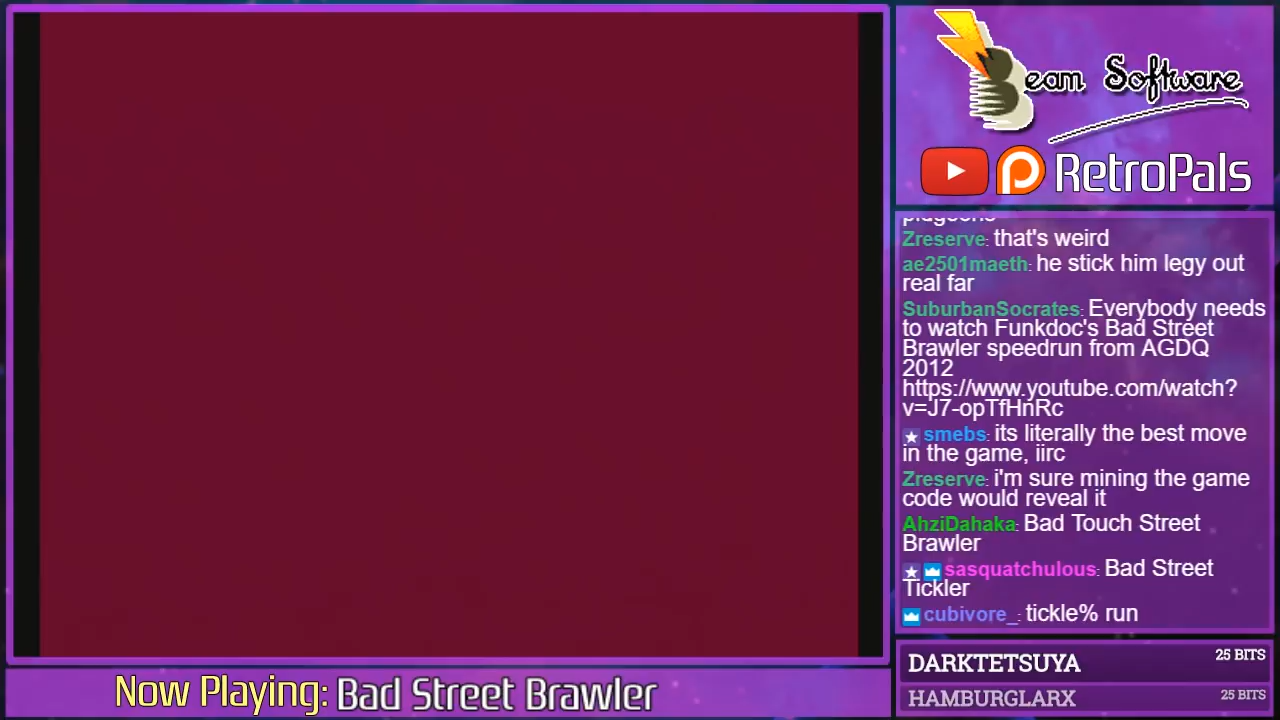 Beam Software
RetroPals
Zreserve: that's weird
ae2501maeth: he stick him legy out
real far
SuburbanSocrates: Everybody needs
to watch Funkdoc's Bad Street
Brawler speedrun from AGDQ
2012
https://www.youtube.com/watch?
v=J7-opTfHnRc
smebs: its literally the best move
in the game, iirc
Zreserve: i'm sure mining the game
code would reveal it
AhziDahaka: Bad Touch Street
Brawler
sasquatchulous: Bad Street
Tickler
cubivore_: tickle% run
DARKTETSUYA 25 BITS
HAMBURGLARX 25 BITS
Now Playing: Bad Street Brawler